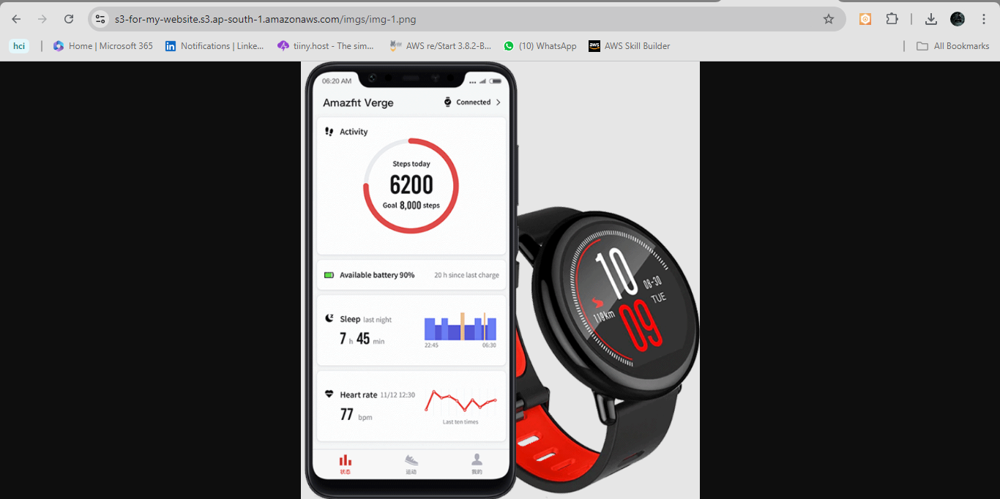 s3-for-my-website.s3.ap-south-1.amazonaws.com/imgs/img-1.png
hci
Home | Microsoft 365
Notifications | Linke...
tiiny.host - The sim...
AWS re/Start 3.8.2-B...
(10) WhatsApp
aws
AWS Skill Builder
All Bookmarks
06:20 AM
Amazfit Verge
Connected
Activity
Steps today
6200
Goal 8,000 steps
Available battery 90%
20 h since last charge
Sleep last night
7 h 45 min
22:45
06:30
Heart rate 11/12 12:30
77 bpm
Last ten times
状态
运动
我的
10
08-30
TUE
09